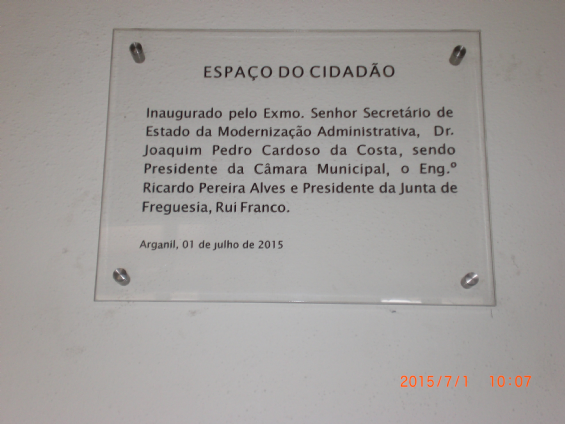 ESPAÇO DO CIDADÃO
Inaugurado pelo Exmo. Senhor Secretário de
Estado da Modernização Administrativa, Dr.
Joaquim Pedro Cardoso da Costa, sendo
Presidente da Câmara Municipal, o Eng.º
Ricardo Pereira Alves e Presidente da Junta de
Freguesia, Rui Franco.
Arganil, 01 de julho de 2015
2015/7/1 10:07